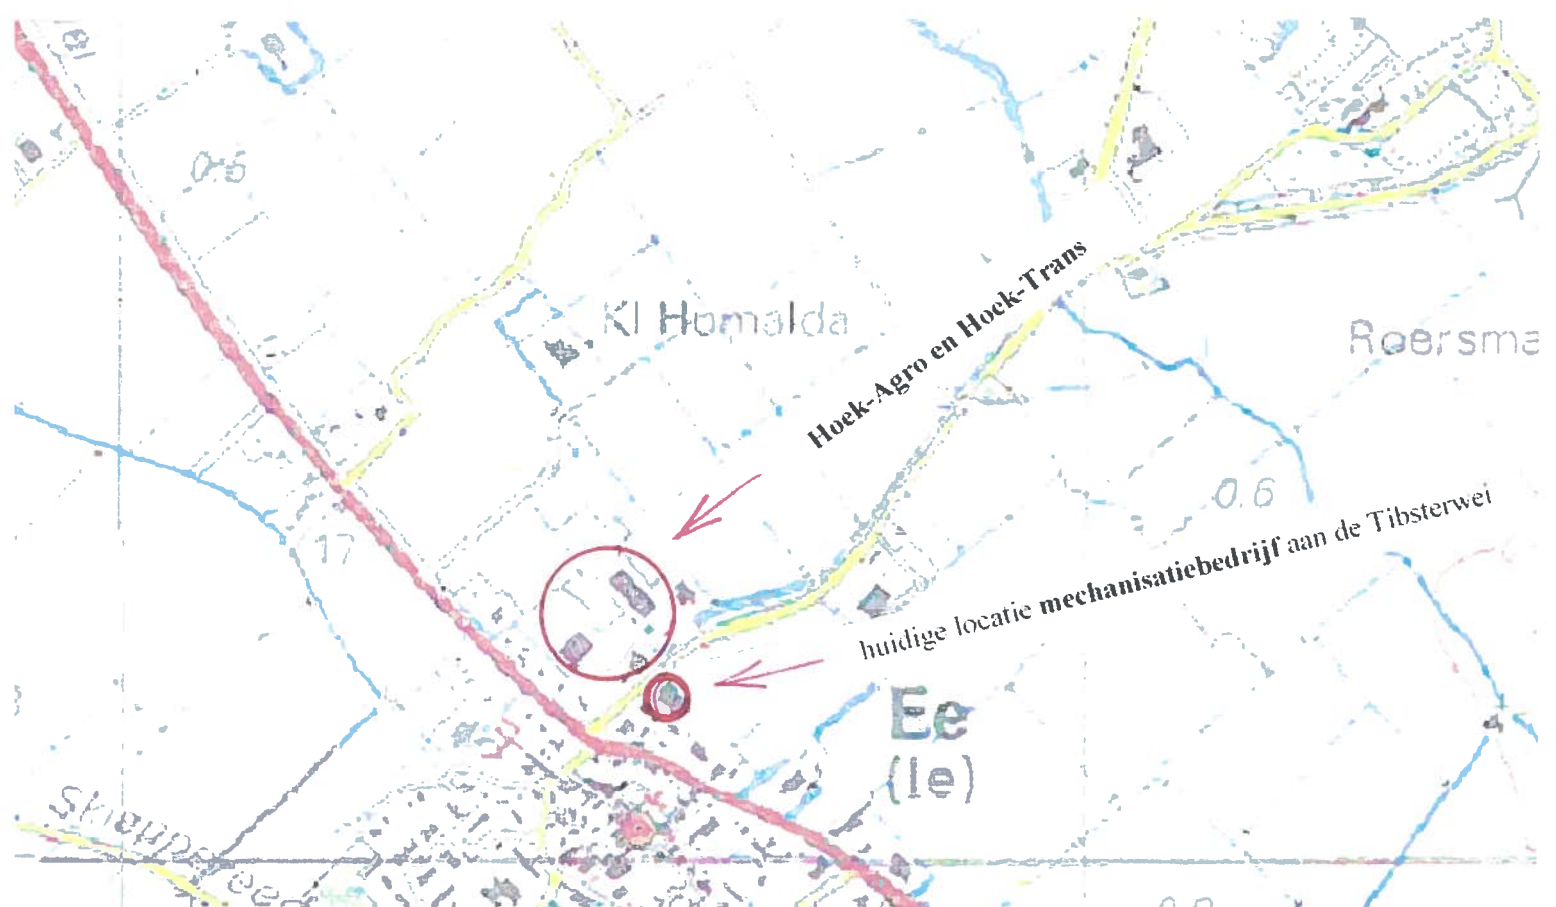 0.6
Kl Homalda
Hoek-Agro en Hoek-Trans
Roersma
0.6
17
huidige locatie mechanisatiebedrijf aan de Tibsterwei
Ee
(Ie)